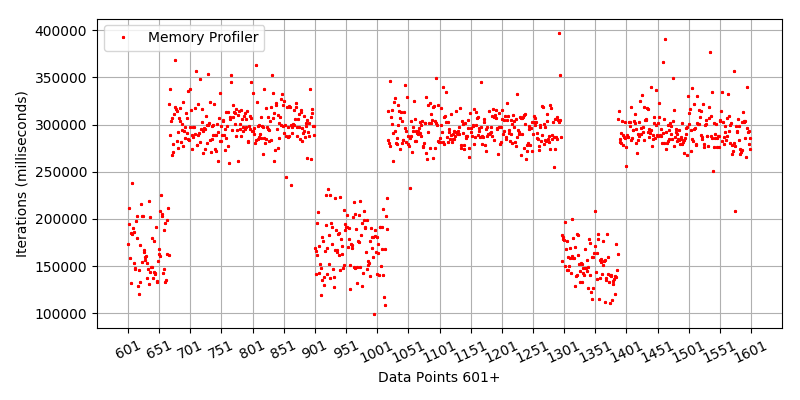 Memory Profiler
Iterations (milliseconds)
400000
350000
300000
250000
200000
150000
100000
601 651 701 751 801 851 901 951 1001 1051 1101 1151 1201 1251 1301 1351 1401 1451 1501 1551 1601
Data Points 601+